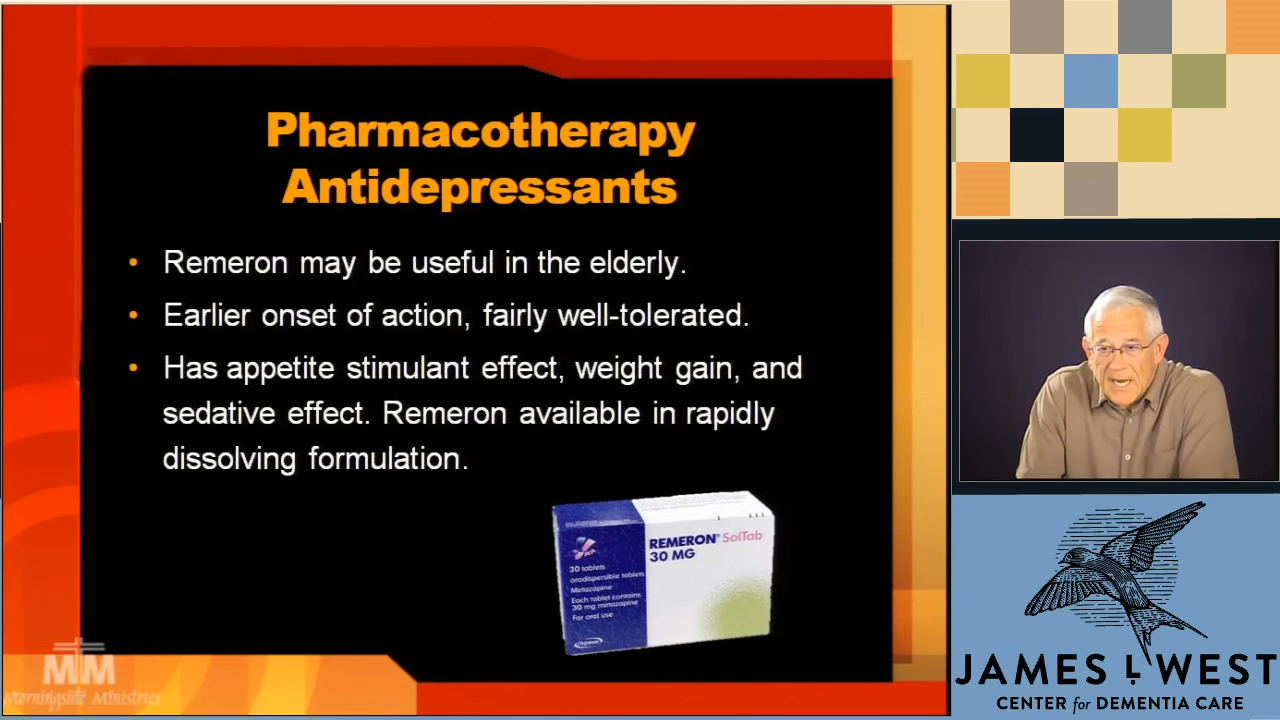 Pharmacotherapy
Antidepressants
• Remeron may be useful in the elderly.
• Earlier onset of action, fairly well-tolerated.
• Has appetite stimulant effect, weight gain, and
sedative effect. Remeron available in rapidly
dissolving formulation.
REMERON® SolTab
30 MG
30 tablets
orodispersible tablets
Mirtazapine
Each tablet contains
30 mg mirtazapine
For oral use
Organon
MM
Morningside Ministries
JAMES L WEST
CENTER for DEMENTIA CARE